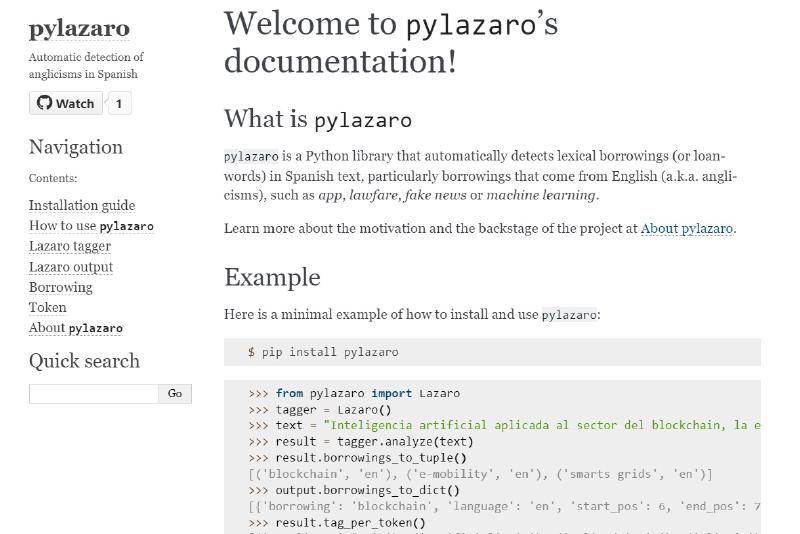 pylazaro
Automatic detection of
anglicisms in Spanish
Watch 1
Navigation
Contents:
Installation guide
How to use pylazaro
Lazaro tagger
Lazaro output
Borrowing
Token
About pylazaro
Quick search
Go
Welcome to pylazaro's
documentation!
What is pylazaro
pylazaro is a Python library that automatically detects lexical borrowings (or loan-
words) in Spanish text, particularly borrowings that come from English (a.k.a. angli-
cisms), such as app, lawfare, fake news or machine learning.
Learn more about the motivation and the backstage of the project at About pylazaro.
Example
Here is a minimal example of how to install and use pylazaro:
$ pip install pylazaro
>>> from pylazaro import Lazaro
>>> tagger = Lazaro()
>>> text = "Inteligencia artificial aplicada al sector del blockchain, la e
>>> result = tagger.analyze(text)
>>> result.borrowings_to_tuple()
[('blockchain', 'en'), ('e-mobility', 'en'), ('smarts grids', 'en')]
>>> output.borrowings_to_dict()
[{'borrowing': 'blockchain', 'language': 'en', 'start_pos': 6, 'end_pos': 7
>>> result.tag_per_token()